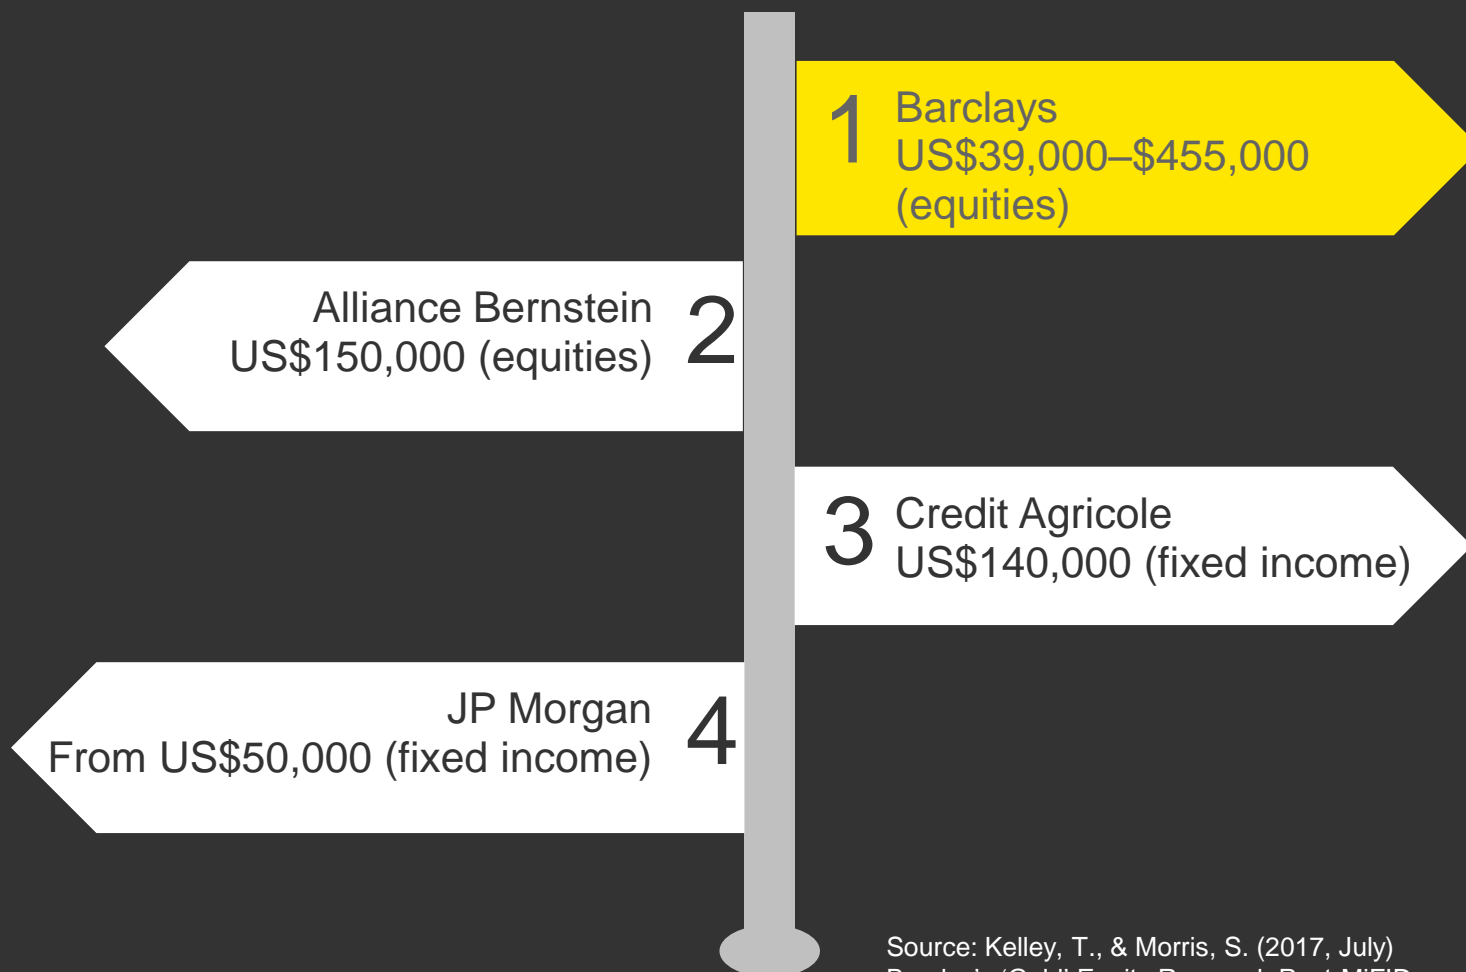 1
Barclays
US$39,000–$455,000
(equities)
Alliance Bernstein
US$150,000 (equities)
2
3
Credit Agricole
US$140,000 (fixed income)
JP Morgan
From US$50,000 (fixed income)
4
Source: Kelley, T., & Morris, S. (2017, July)